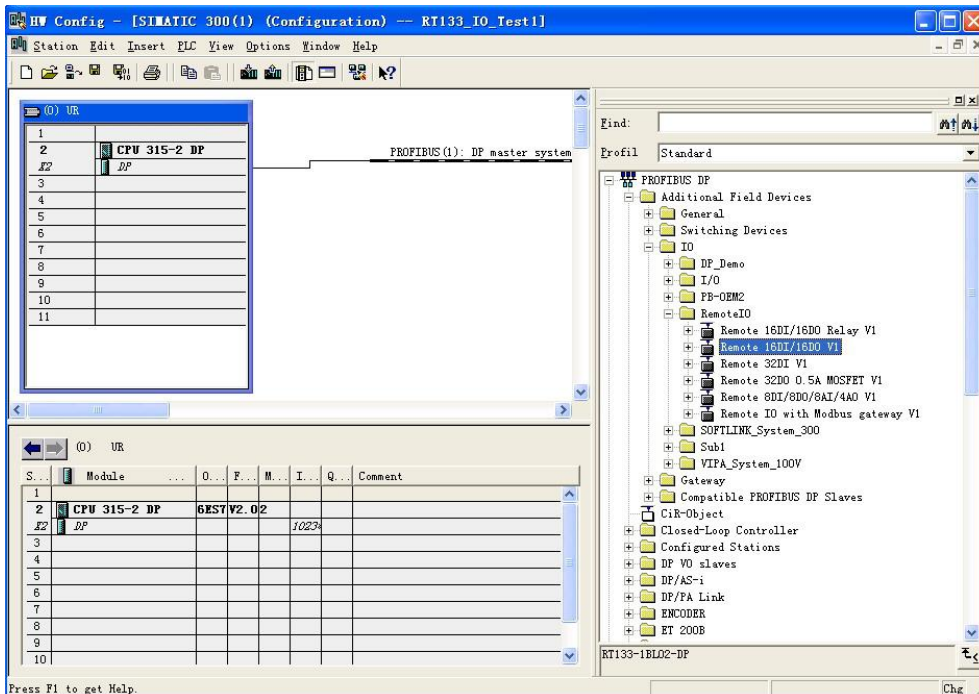 HW Config - [SIMATIC 300(1) (Configuration) -- RT133_IO_Test1]
Station Edit Insert PLC View Options Window Help
(0) UR
1
2 CPU 315-2 DP
X2 DP
3
4
5
6
7
8
9
10
11
PROFIBUS(1): DP master system
(0) UR
S... Module ... O... F... M... I... Q... Comment
1
2 CPU 315-2 DP 6ES7 V2.0 2
X2 DP 1023*
3
4
5
6
7
8
9
10
Find:
Profil Standard
PROFIBUS DP
Additional Field Devices
General
Switching Devices
IO
DP_Demo
I/O
PB-OEM2
RemoteIO
Remote 16DI/16DO Relay V1
Remote 16DI/16DO V1
Remote 32DI V1
Remote 32DO 0.5A MOSFET V1
Remote 8DI/8DO/8AI/4AO V1
Remote IO with Modbus gateway V1
SOFTLINK_System_300
Sub1
VIPA_System_100V
Gateway
Compatible PROFIBUS DP Slaves
CiR-Object
Closed-Loop Controller
Configured Stations
DP V0 slaves
DP/AS-i
DP/PA Link
ENCODER
ET 200B
RT133-1BL02-DP
Press F1 to get Help.
Chg